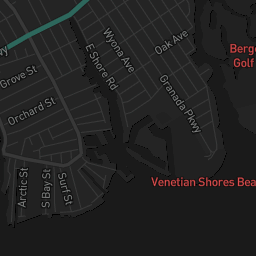 wy
E Shore Rd
Wyona Ave
Oak Ave
Berge
Golf
Grove St
Granada Pkwy
Orchard St
Venetian Shores Bea
Arctic St
S Bay St
Surf St